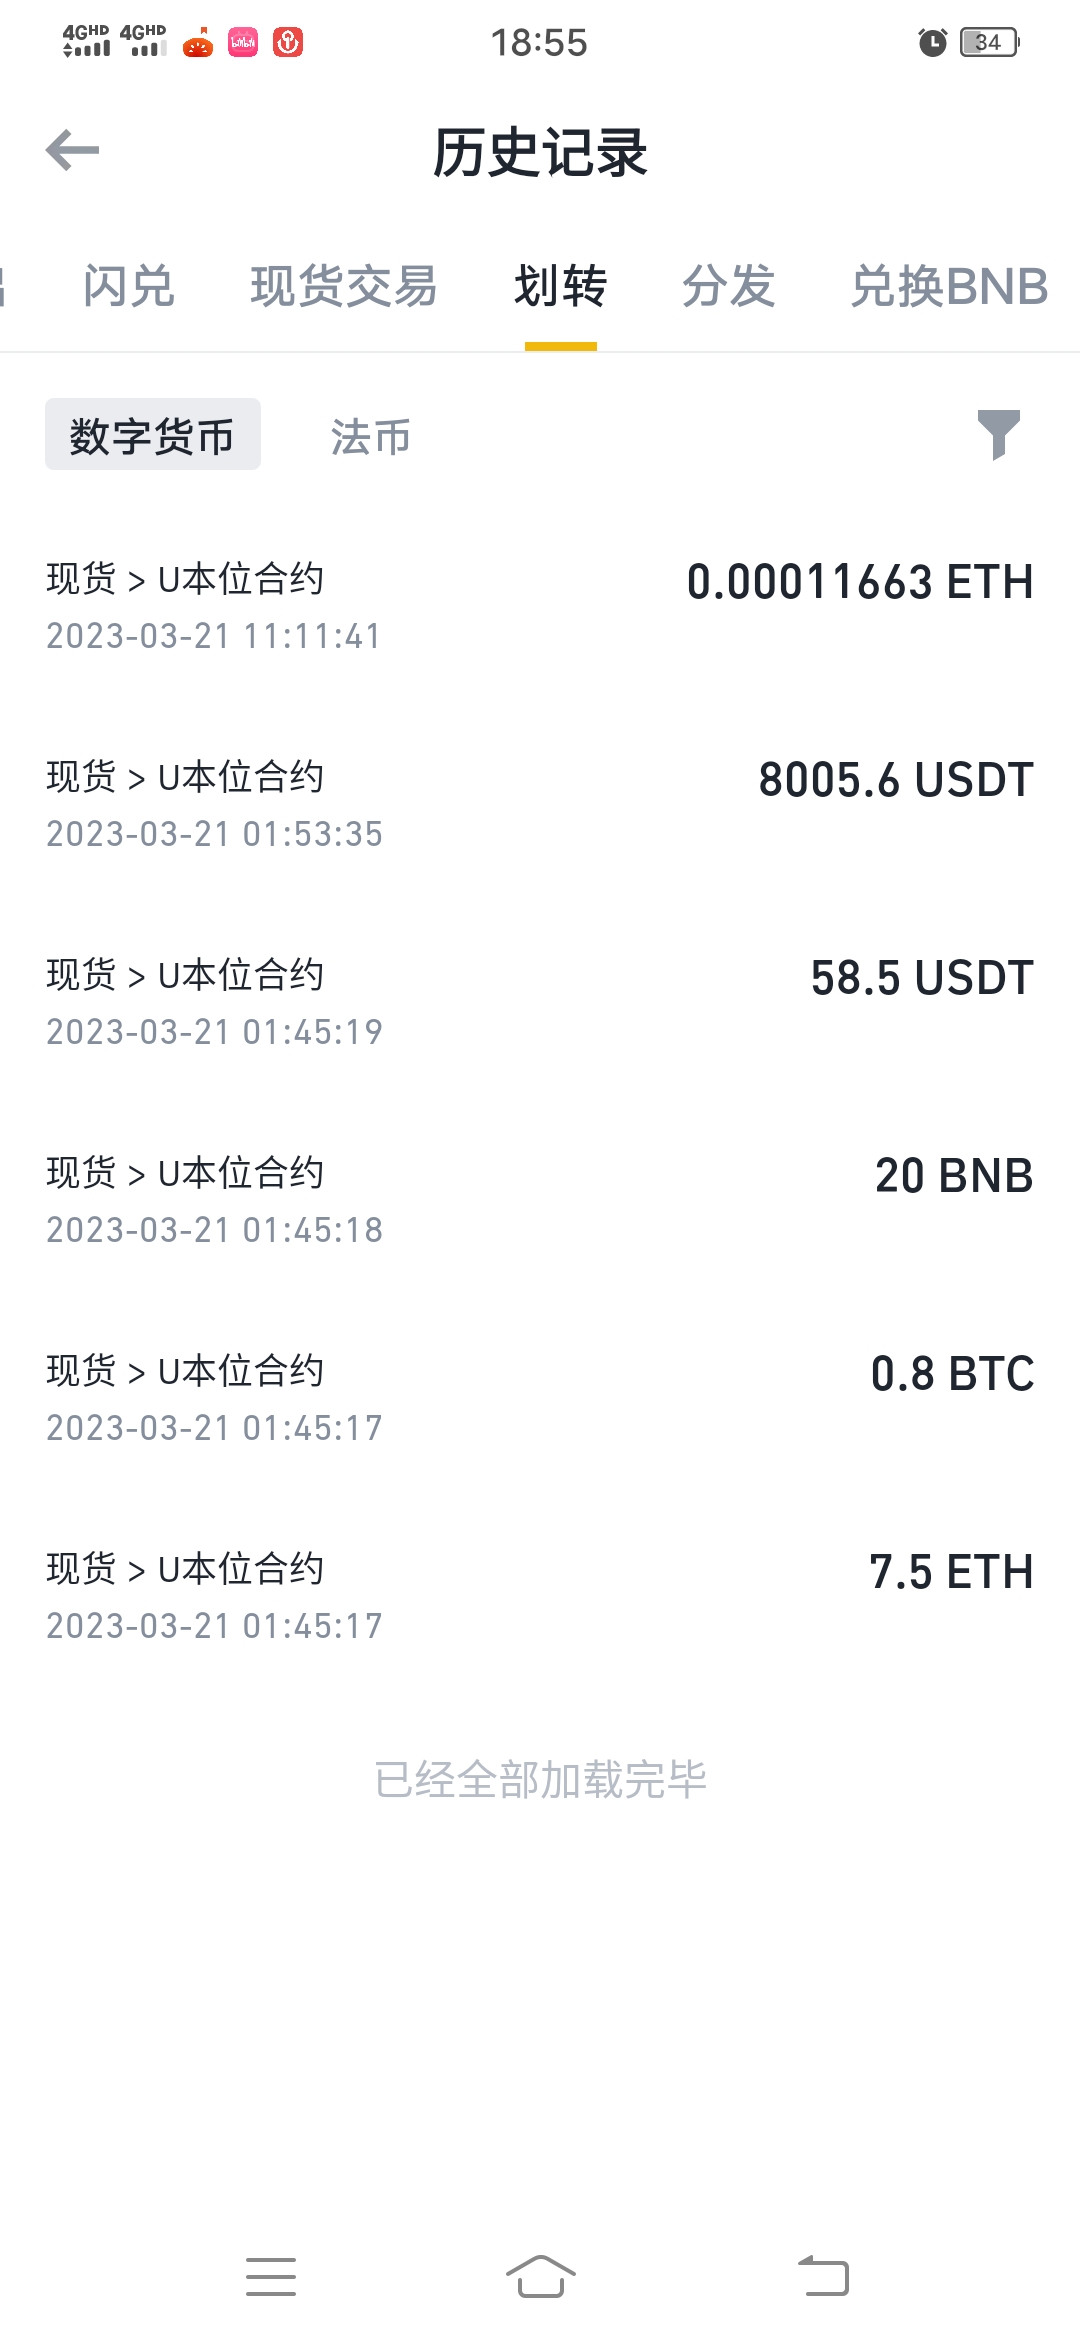 4GHD 4GHD 18:55 34
历史记录
闪兑 现货交易 划转 分发 兑换BNB
数字货币 法币
现货 > U本位合约 0.00011663 ETH
2023-03-21 11:11:41
现货 > U本位合约 8005.6 USDT
2023-03-21 01:53:35
现货 > U本位合约 58.5 USDT
2023-03-21 01:45:19
现货 > U本位合约 20 BNB
2023-03-21 01:45:18
现货 > U本位合约 0.8 BTC
2023-03-21 01:45:17
现货 > U本位合约 7.5 ETH
2023-03-21 01:45:17
已经全部加载完毕